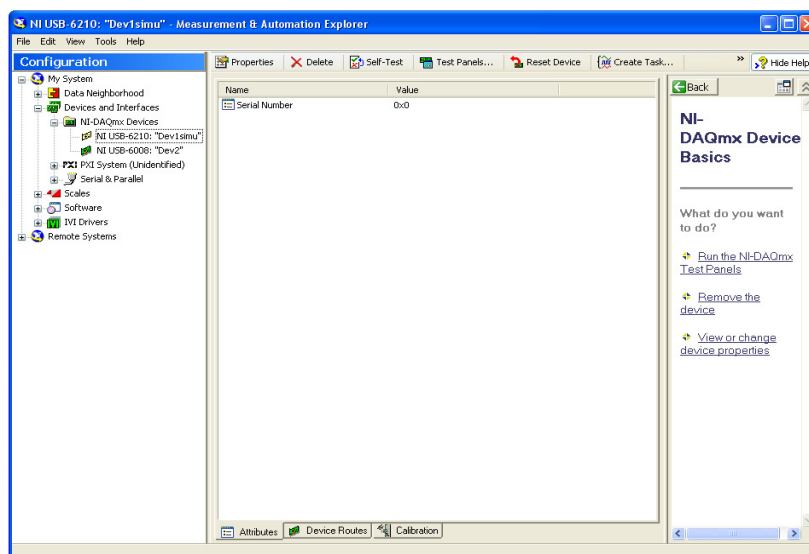 NI USB-6210: "Dev1simu" - Measurement & Automation Explorer
File Edit View Tools Help
Configuration
My System
Data Neighborhood
Devices and Interfaces
NI-DAQmx Devices
NI USB-6210: "Dev1simu"
NI USB-6008: "Dev2"
PXI PXI System (Unidentified)
Serial & Parallel
Scales
Software
IVI Drivers
Remote Systems
Properties Delete Self-Test Test Panels... Reset Device Create Task... » Hide Help
Name Value
Serial Number 0x0
Attributes Device Routes Calibration
Back
NI-
DAQmx Device
Basics
What do you want
to do?
Run the NI-DAQmx
Test Panels
Remove the
device
View or change
device properties